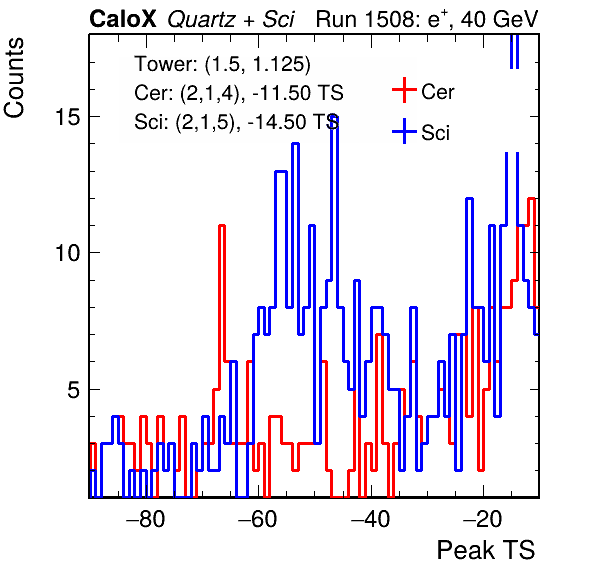 CaloX Quartz + Sci Run 1508: e+, 40 GeV
Counts
Tower: (1.5, 1.125)
Cer: (2,1,4), -11.50 TS
Sci: (2,1,5), -14.50 TS
Cer
Sci
15
10
5
−80 −60 −40 −20
Peak TS